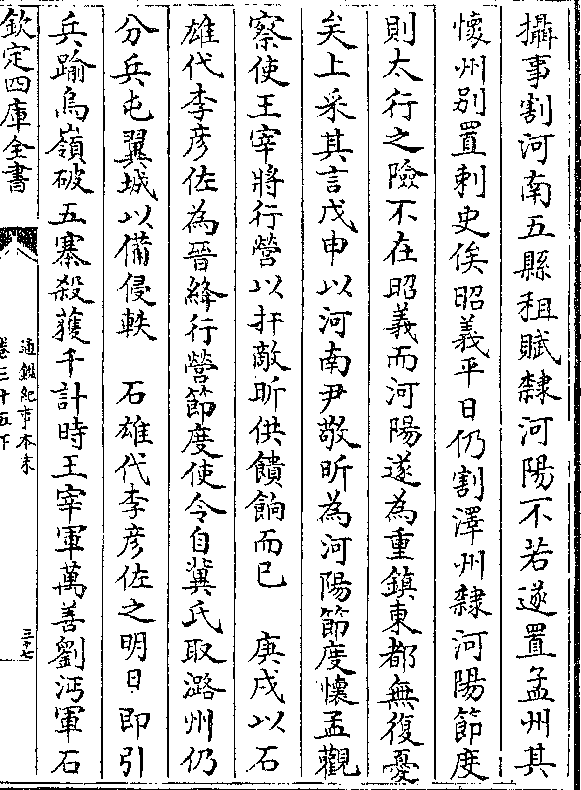 攝事割河南五縣租賦隸河陽不若遂置孟州其
懷州别置刺史俟昭義平日仍割澤州隸河陽節度
則太行之險不在昭義而河陽遂為重鎮東都無復憂
矣上采其言戊申以河南尹敬昕為河陽節度懷孟觀
察使王宰將行營以扞敵昕供饋餉而已　庚戌以石
雄代李彦佐為晉絳行營節度使令自冀氏取潞州仍
分兵屯翼城以備侵軼　石雄代李彦佐之明日即引
兵踰烏嶺破五寨殺獲千計時王宰軍萬善劉沔軍石
欽定四庫全書
通鑑紀事本末
卷三十五下
三十七